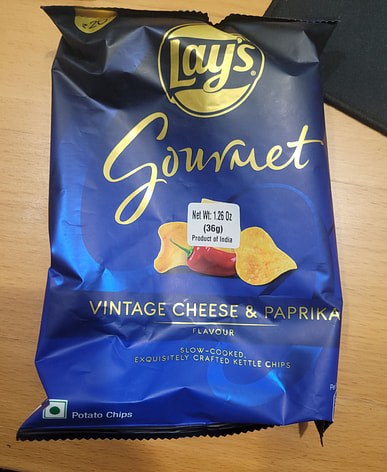 ₹20
Lay's
Gourmet
Net Wt: 1.26 Oz
(36g)
Product of India
VINTAGE CHEESE & PAPRIKA
FLAVOUR
SLOW-COOKED,
EXQUISITELY CRAFTED KETTLE CHIPS
Potato Chips